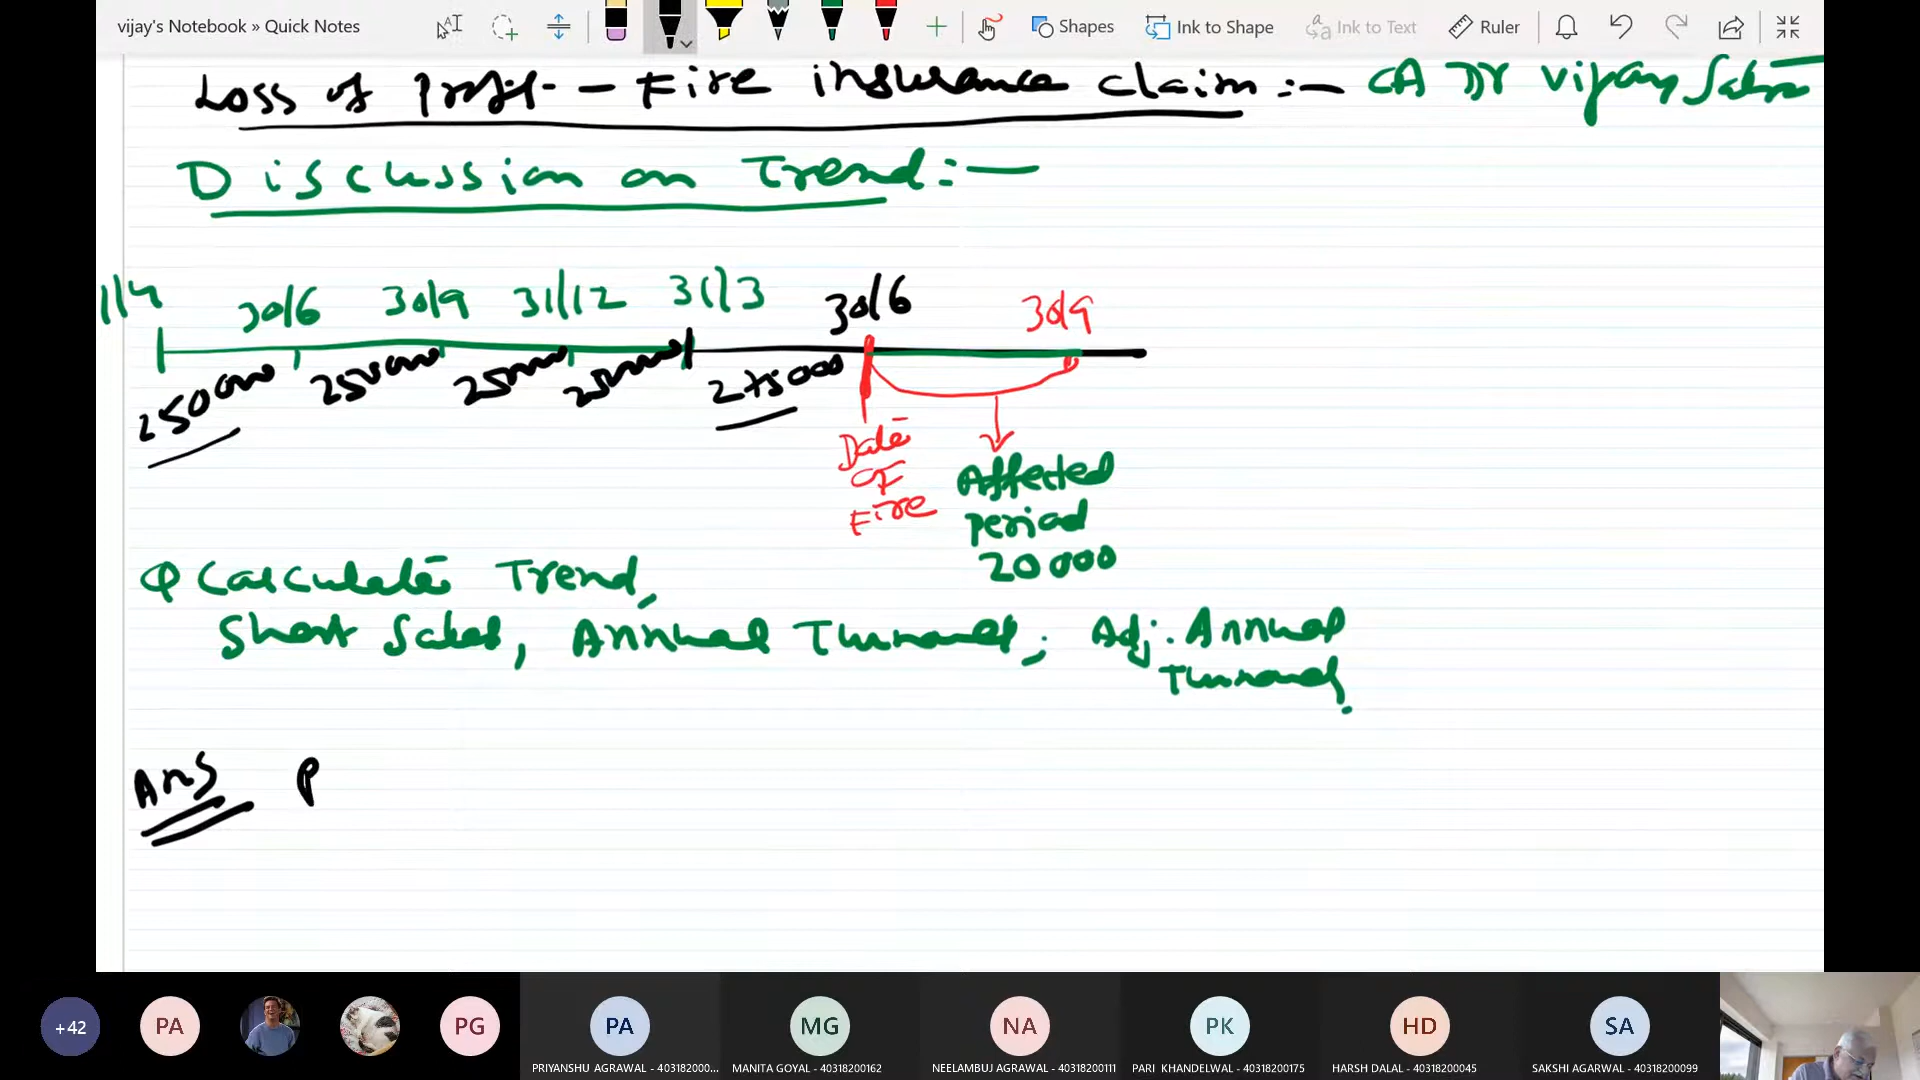 vijay's Notebook » Quick Notes
Shapes Ink to Shape Ink to Text Ruler
Loss of Profit - Fire insurance claim :- CA Dr Vijay
Discussion on Trend :-
1/4 30/6 30/9 31/12 31/3 30/6 30/9
250000 250000 250000 250000 275000
Date of Fire
Affected period 20000
Q Calculate Trend,
Short Sales, Annual Turnover, Adj. Annual
Turnover.
Ans P
+42 PA PG PA MG NA PK HD SA
PRIYANSHU AGRAWAL - 403182000... MANITA GOYAL - 40318200162 NEELAMBUJ AGRAWAL - 40318200111 PARI KHANDELWAL - 40318200175 HARSH DALAL - 40318200045 SAKSHI AGARWAL - 40318200099